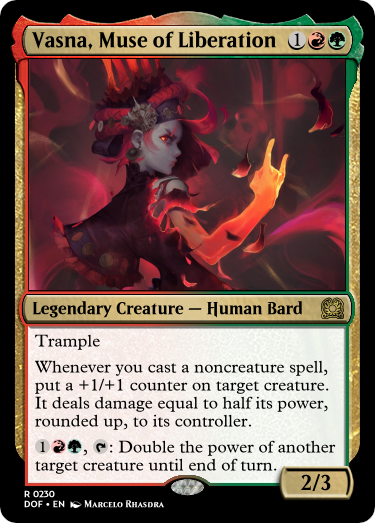 Vasna, Muse of Liberation 1
Legendary Creature — Human Bard
Trample
Whenever you cast a noncreature spell,
put a +1/+1 counter on target creature.
It deals damage equal to half its power,
rounded up, to its controller.
1, : Double the power of another
target creature until end of turn.
2/3
R 0230
DOF • EN Marcelo Rhasdra